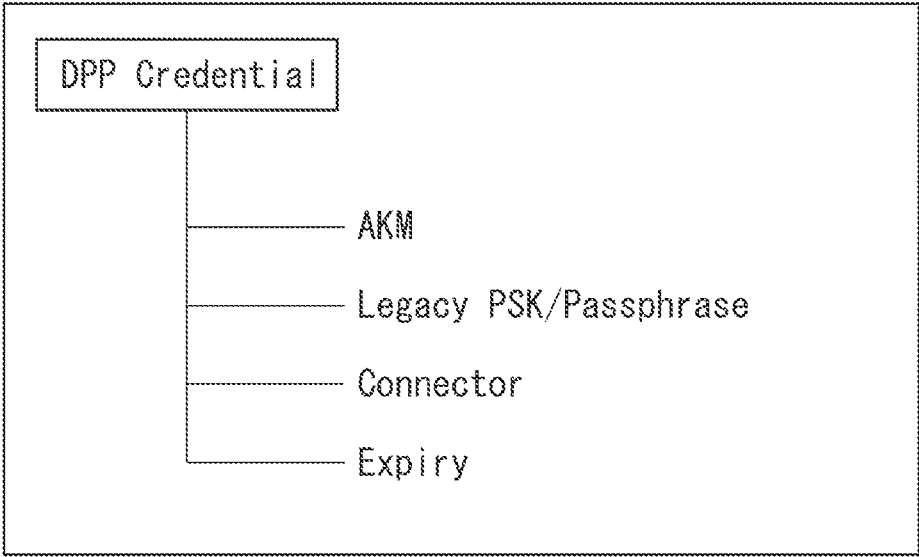 DPP Credential
AKM
Legacy PSK/Passphrase
Connector
Expiry